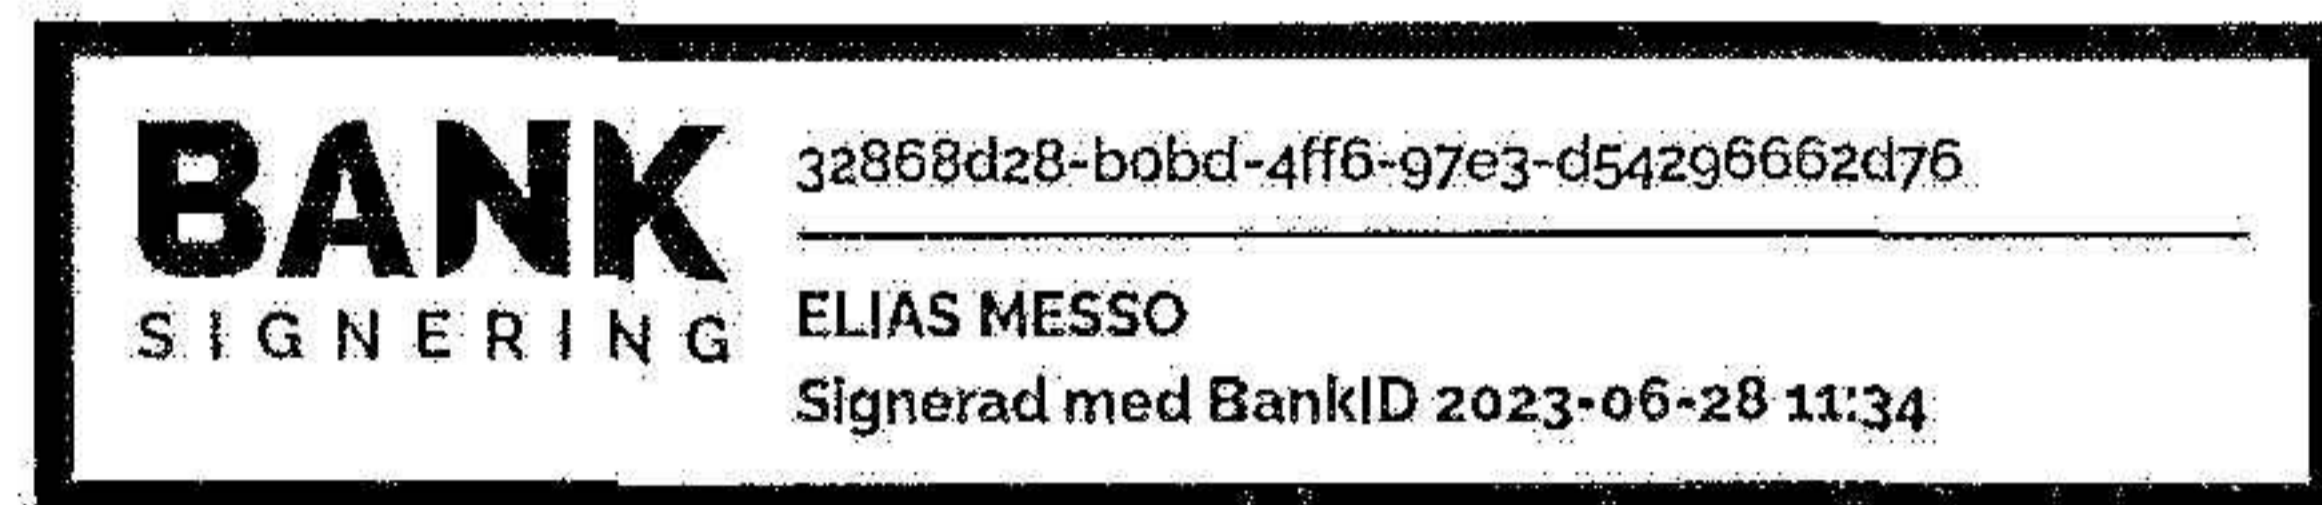 BANK
SIGNERING
32868d28-b0bd-4ff6-97e3-d54296662d76
ELIAS MESSO
Signerad med BankID 2023-06-28 11:34